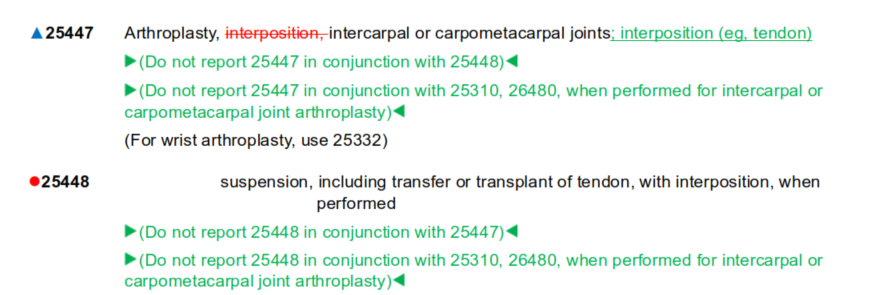 ▲25447 Arthroplasty, interposition, intercarpal or carpometacarpal joints; interposition (eg, tendon)
▶(Do not report 25447 in conjunction with 25448)◀
▶(Do not report 25447 in conjunction with 25310, 26480, when performed for intercarpal or
carpometacarpal joint arthroplasty)◀
(For wrist arthroplasty, use 25332)
●25448 suspension, including transfer or transplant of tendon, with interposition, when
performed
▶(Do not report 25448 in conjunction with 25447)◀
▶(Do not report 25448 in conjunction with 25310, 26480, when performed for intercarpal or
carpometacarpal joint arthroplasty)◀